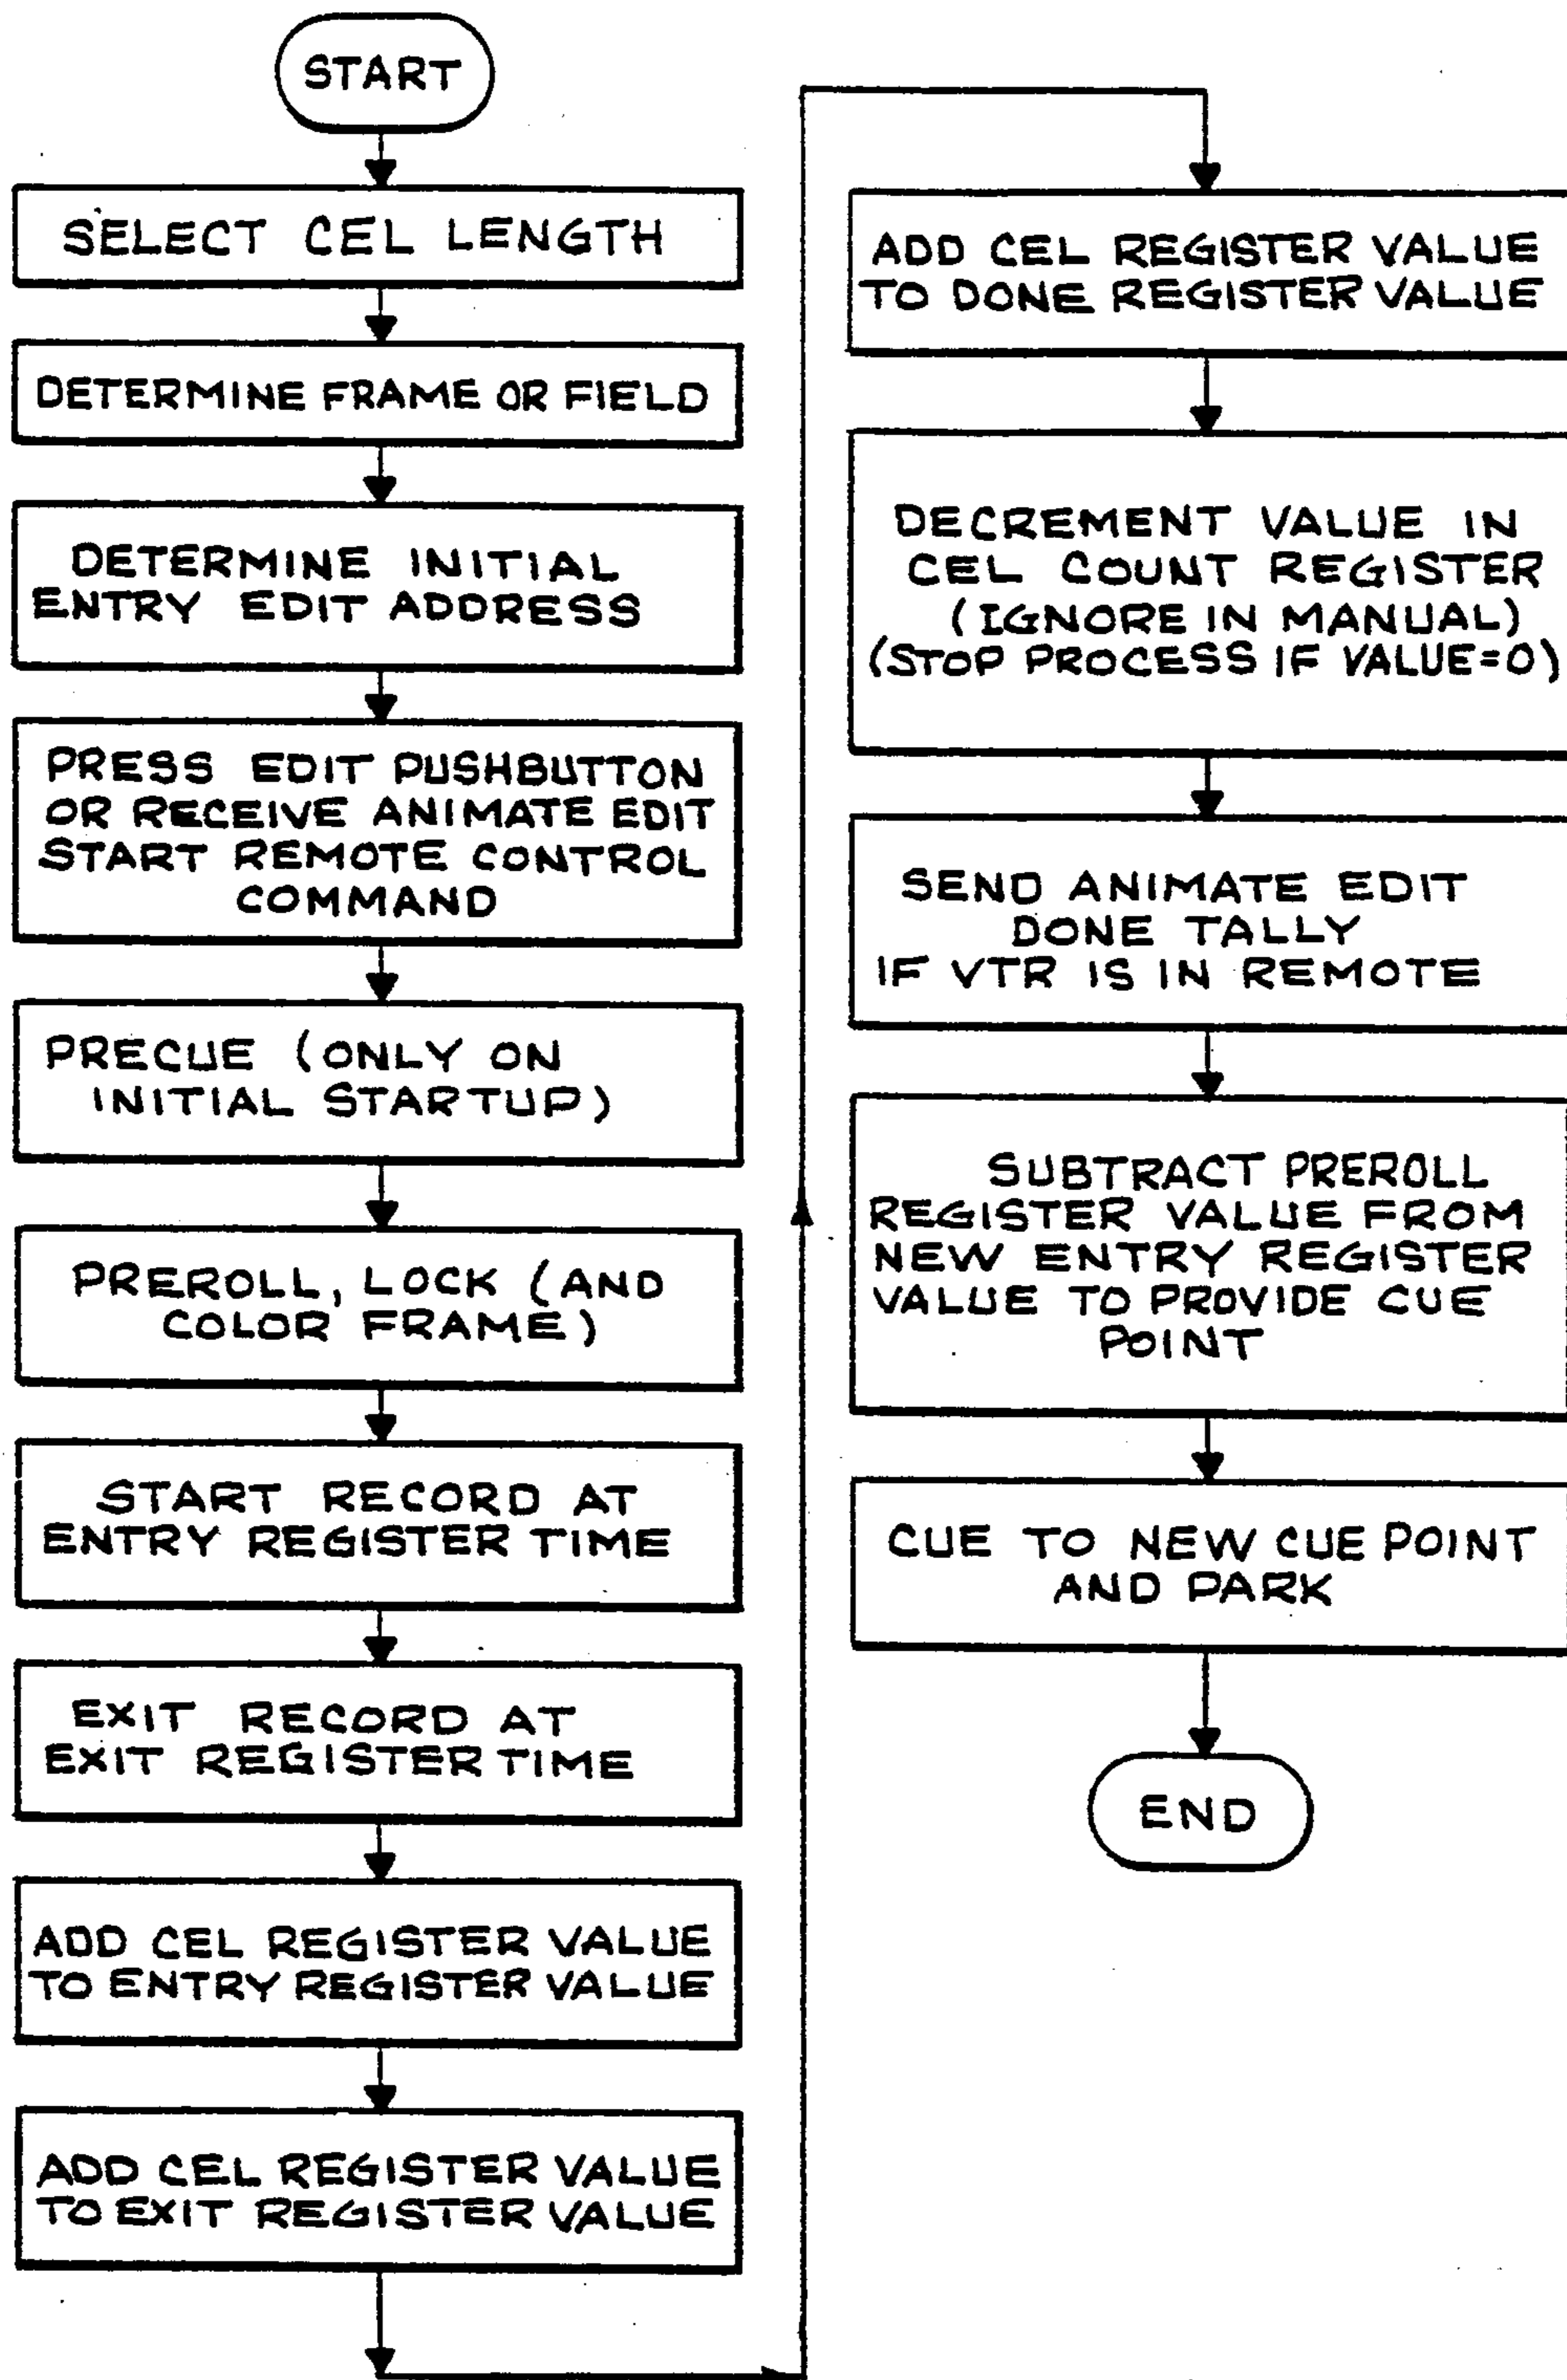 START
SELECT CEL LENGTH
DETERMINE FRAME OR FIELD
DETERMINE INITIAL
ENTRY EDIT ADDRESS
PRESS EDIT PUSHBUTTON
OR RECEIVE ANIMATE EDIT
START REMOTE CONTROL
COMMAND
PRECUE (ONLY ON
INITIAL STARTUP)
PREROLL, LOCK (AND
COLOR FRAME)
START RECORD AT
ENTRY REGISTER TIME
EXIT RECORD AT
EXIT REGISTER TIME
ADD CEL REGISTER VALUE
TO ENTRY REGISTER VALUE
ADD CEL REGISTER VALUE
TO EXIT REGISTER VALUE
ADD CEL REGISTER VALUE
TO DONE REGISTER VALUE
DECREMENT VALUE IN
CEL COUNT REGISTER
(IGNORE IN MANUAL)
(STOP PROCESS IF VALUE=0)
SEND ANIMATE EDIT
DONE TALLY
IF VTR IS IN REMOTE
SUBTRACT PREROLL
REGISTER VALUE FROM
NEW ENTRY REGISTER
VALUE TO PROVIDE CUE
POINT
CUE TO NEW CUE POINT
AND PARK
END